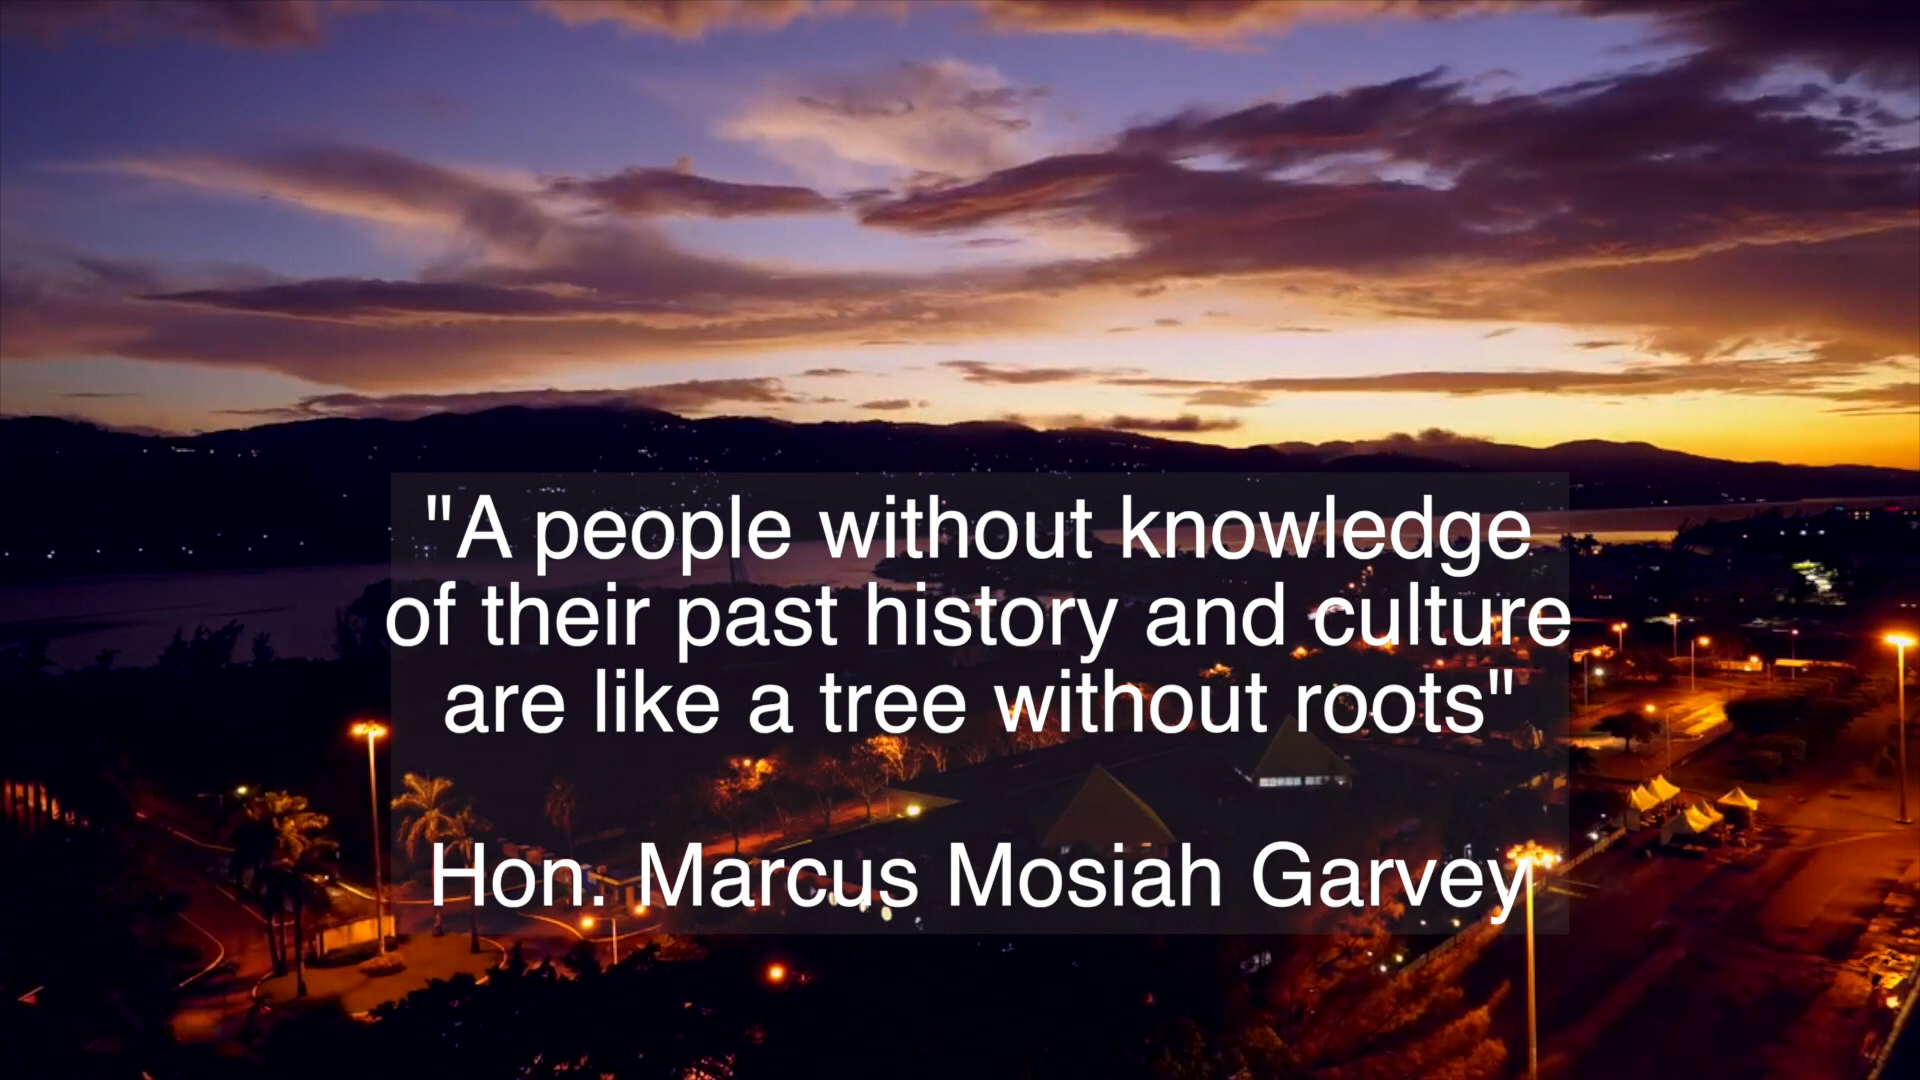 "A people without knowledge
of their past history and culture
are like a tree without roots"
Hon. Marcus Mosiah Garvey